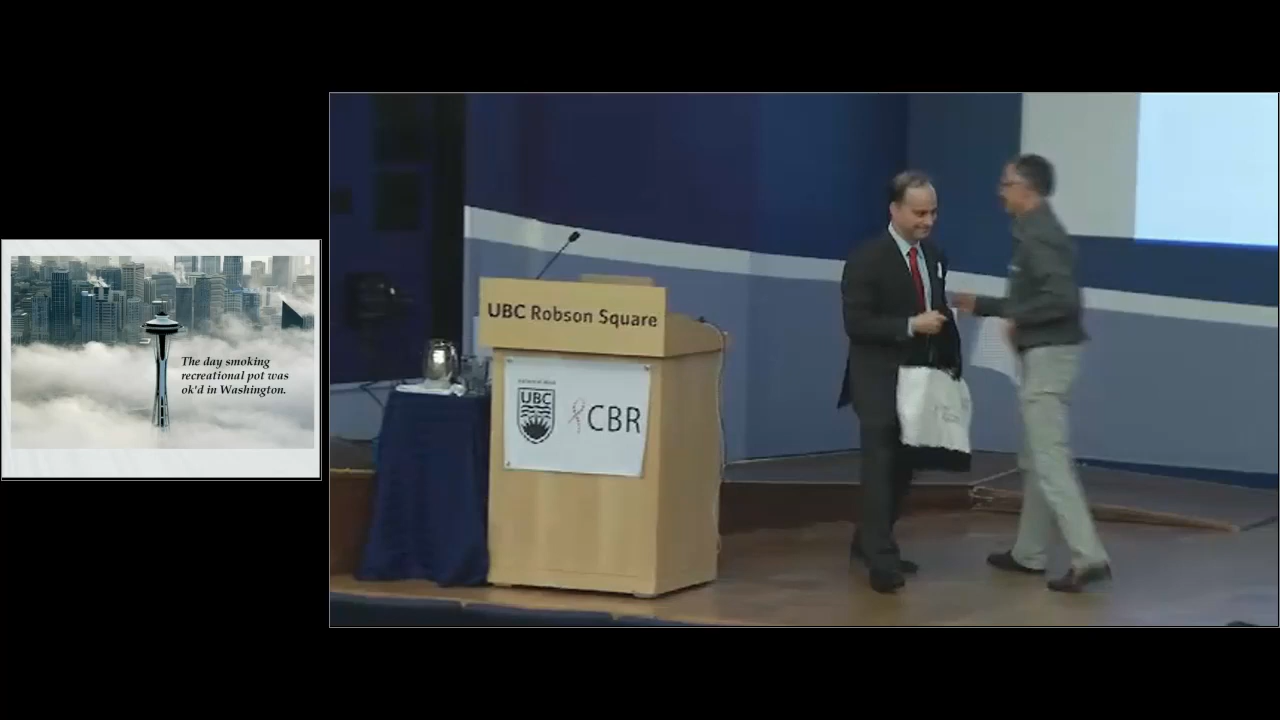 The day smoking
recreational pot was
ok'd in Washington.
UBC Robson Square
UBC
CBR